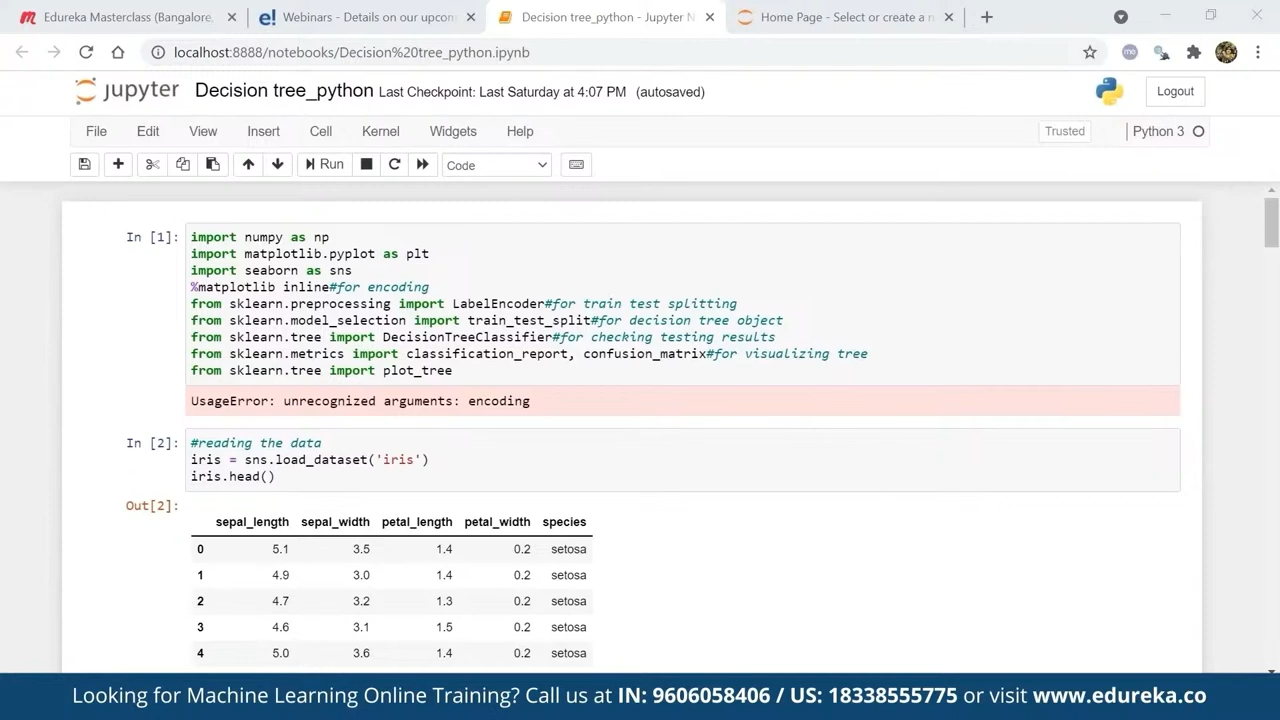 Edureka Masterclass (Bangalore,
Webinars - Details on our upcom
Decision tree_python - Jupyter N
Home Page - Select or create a n
localhost:8888/notebooks/Decision%20tree_python.ipynb
jupyter Decision tree_python Last Checkpoint: Last Saturday at 4:07 PM (autosaved)
Logout
File Edit View Insert Cell Kernel Widgets Help
Trusted
Python 3
Run
Code
In [1]:
import numpy as np
import matplotlib.pyplot as plt
import seaborn as sns
%matplotlib inline#for encoding
from sklearn.preprocessing import LabelEncoder#for train test splitting
from sklearn.model_selection import train_test_split#for decision tree object
from sklearn.tree import DecisionTreeClassifier#for checking testing results
from sklearn.metrics import classification_report, confusion_matrix#for visualizing tree
from sklearn.tree import plot_tree
UsageError: unrecognized arguments: encoding
In [2]:
#reading the data
iris = sns.load_dataset('iris')
iris.head()
Out[2]:
sepal_length sepal_width petal_length petal_width species
0 5.1 3.5 1.4 0.2 setosa
1 4.9 3.0 1.4 0.2 setosa
2 4.7 3.2 1.3 0.2 setosa
3 4.6 3.1 1.5 0.2 setosa
4 5.0 3.6 1.4 0.2 setosa
Looking for Machine Learning Online Training? Call us at IN: 9606058406 / US: 18338555775 or visit www.edureka.co